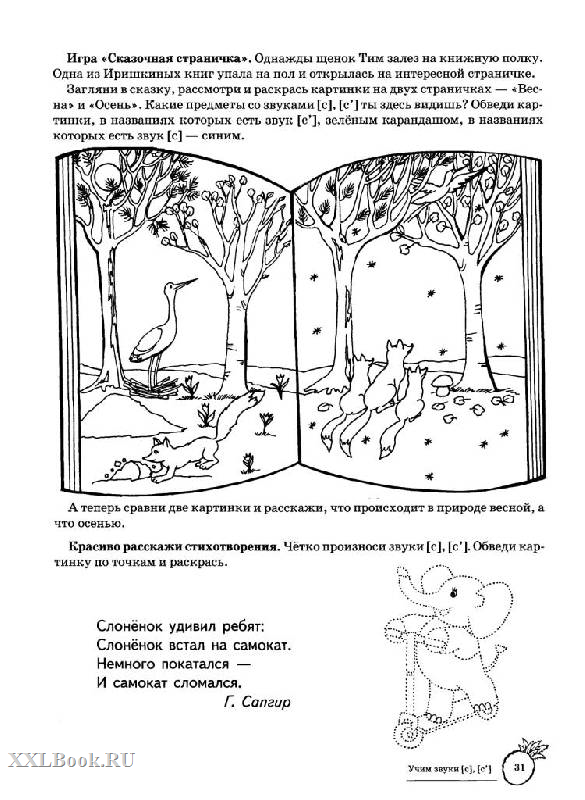 Игра «Сказочная страничка». Однажды щенок Тим залез на книжную полку.
Одна из Иришкиных книг упала на пол и открылась на интересной страничке.
Загляни в сказку, рассмотри и раскрась картинки на двух страничках — «Вес-
на» и «Осень». Какие предметы со звуками [с], [с’] ты здесь видишь? Обведи кар-
тинки, в названиях которых есть звук [с’], зелёным карандашом, в названиях
которых есть звук [с] — синим.
А теперь сравни две картинки и расскажи, что происходит в природе весной, а
что осенью.
Красиво расскажи стихотворения. Чётко произноси звуки [с], [с’]. Обведи кар-
тинку по точкам и раскрась.
Слонёнок удивил ребят:
Слонёнок встал на самокат.
Немного покатался —
И самокат сломался.
Г. Сапгир
Учим звуки [с], [с’]
31
XXLBook.RU